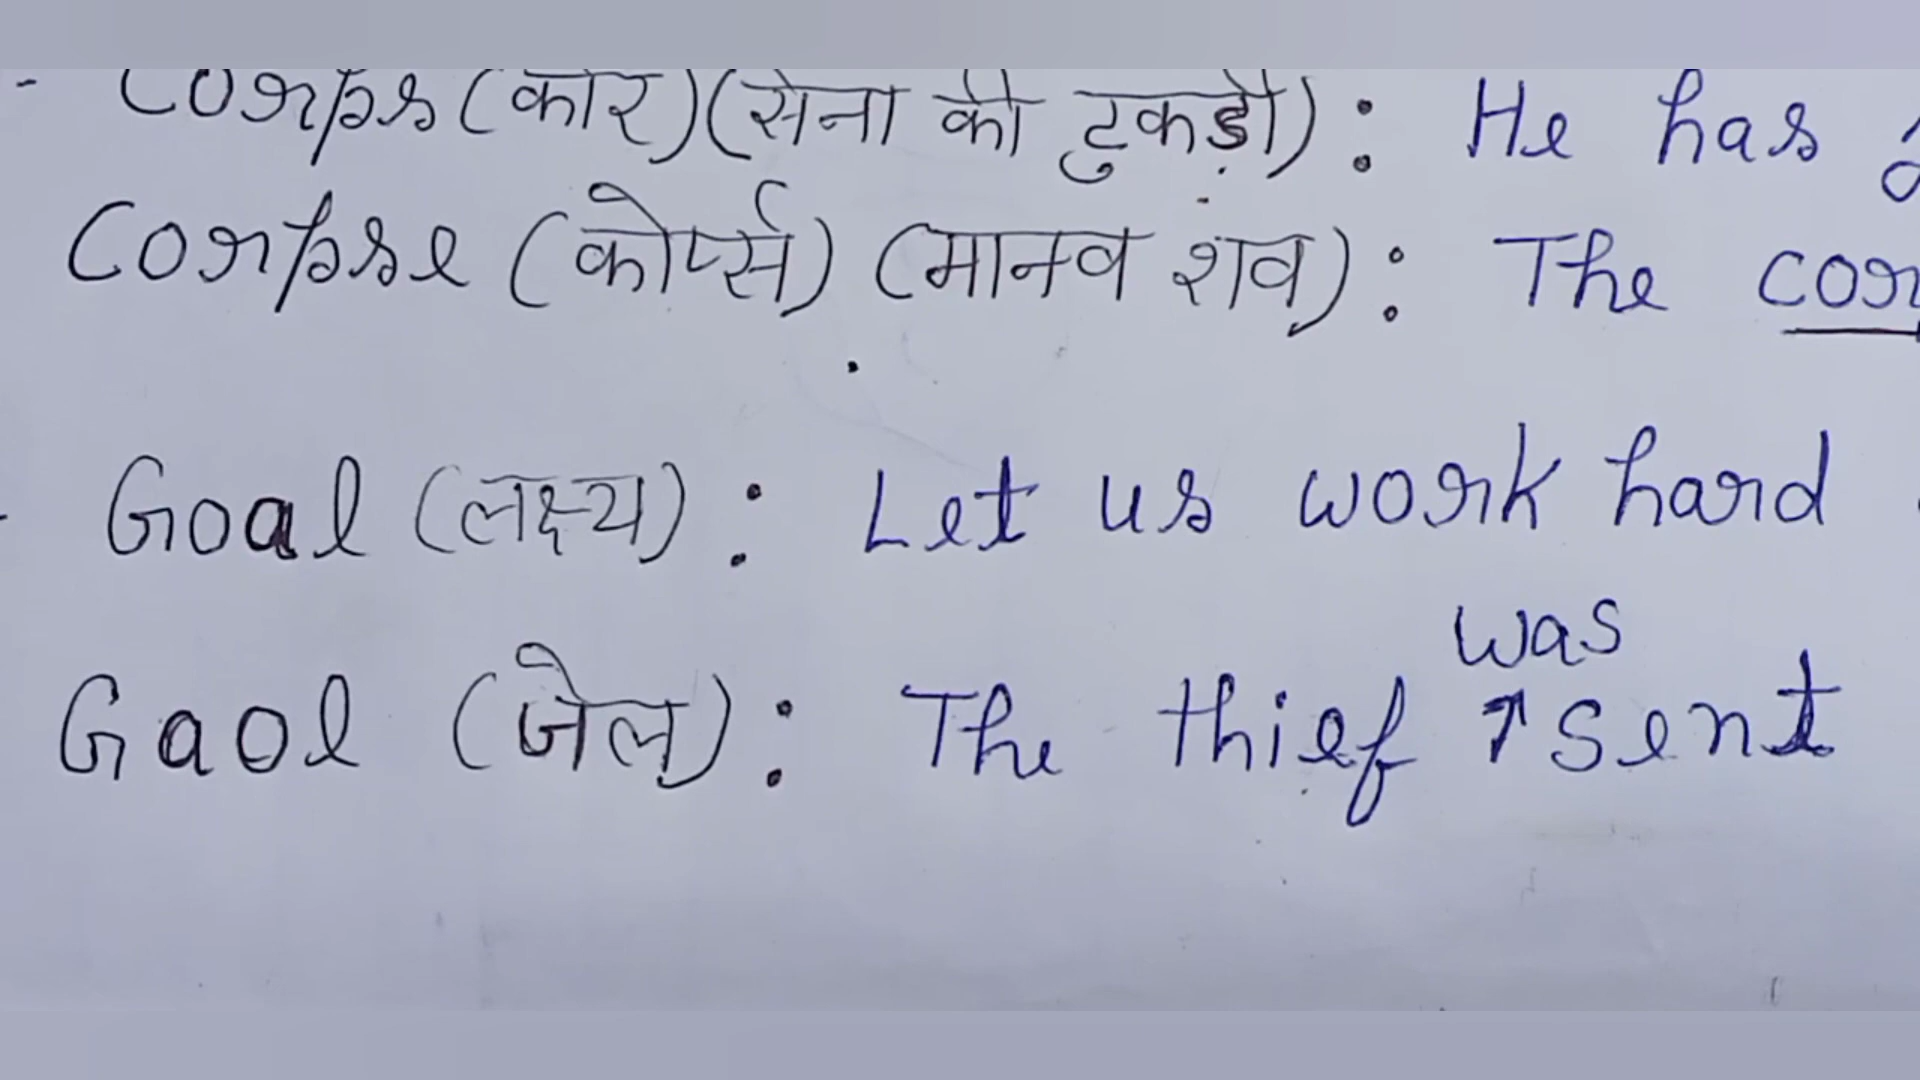 - Corps (कोर) (सेना की टुकड़ी) : He has
Corpse (कोर्प्स) (मानव शव) : The
- Goal (लक्ष्य) : Let us work hard
was
Gaol (जेल) : The thief ↑ sent